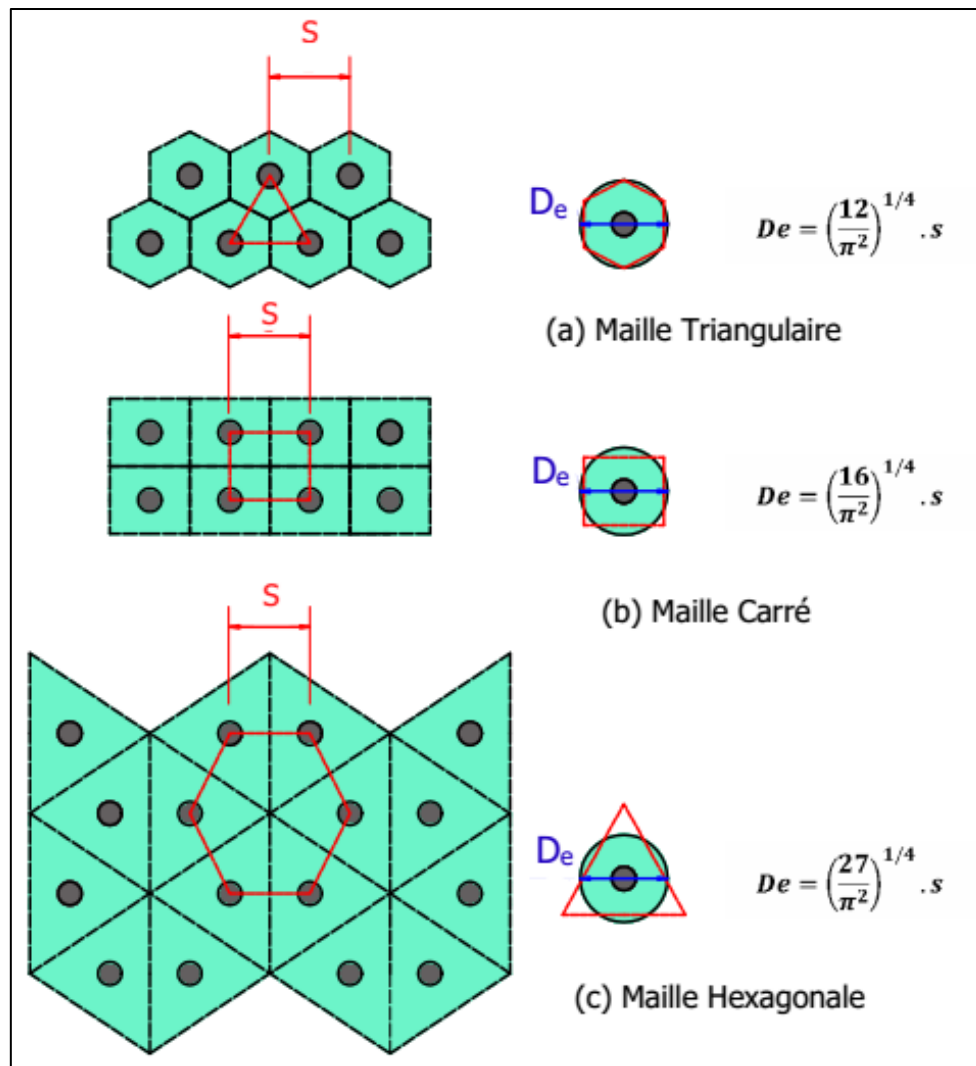 S
De
De = (12/π²)^1/4 . s
(a) Maille Triangulaire
S
De
De = (16/π²)^1/4 . s
(b) Maille Carré
S
De
De = (27/π²)^1/4 . s
(c) Maille Hexagonale